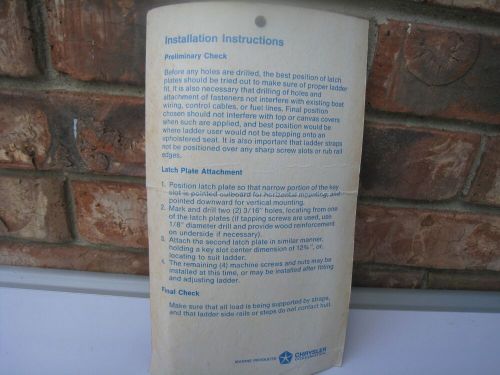 Installation Instructions
Preliminary Check
Before any holes are drilled, the best position of latch
plates should be tried out to make sure of proper ladder
fit. It is also necessary that drilling of holes and
attachment of fasteners not interfere with existing boat
wiring, control cables, or fuel lines. Final position
chosen should not interfere with top or canvas covers
when such are applied, and best position would be
where ladder user would not be stepping onto an
upholstered seat. It is also important that ladder straps
not be positioned over any sharp screw slots or rub rail
edges.
Latch Plate Attachment
1. Position latch plate so that narrow portion of the key
slot is pointed outboard for horizontal mounting, and
pointed downward for vertical mounting.
2. Mark and drill two (2) 3/16" holes, locating from one
of the latch plates (if tapping screws are used, use
1/8" diameter drill and provide wood reinforcement
on underside if necessary).
3. Attach the second latch plate in similar manner,
holding a key slot center dimension of 12¾", or,
locating to suit ladder.
4. The remaining (4) machine screws and nuts may be
installed at this time, or may be installed after fitting
and adjusting ladder.
Final Check
Make sure that all load is being supported by straps,
and that ladder side rails or steps do not contact hull.
MARINE PRODUCTS CHRYSLER
CORPORATION